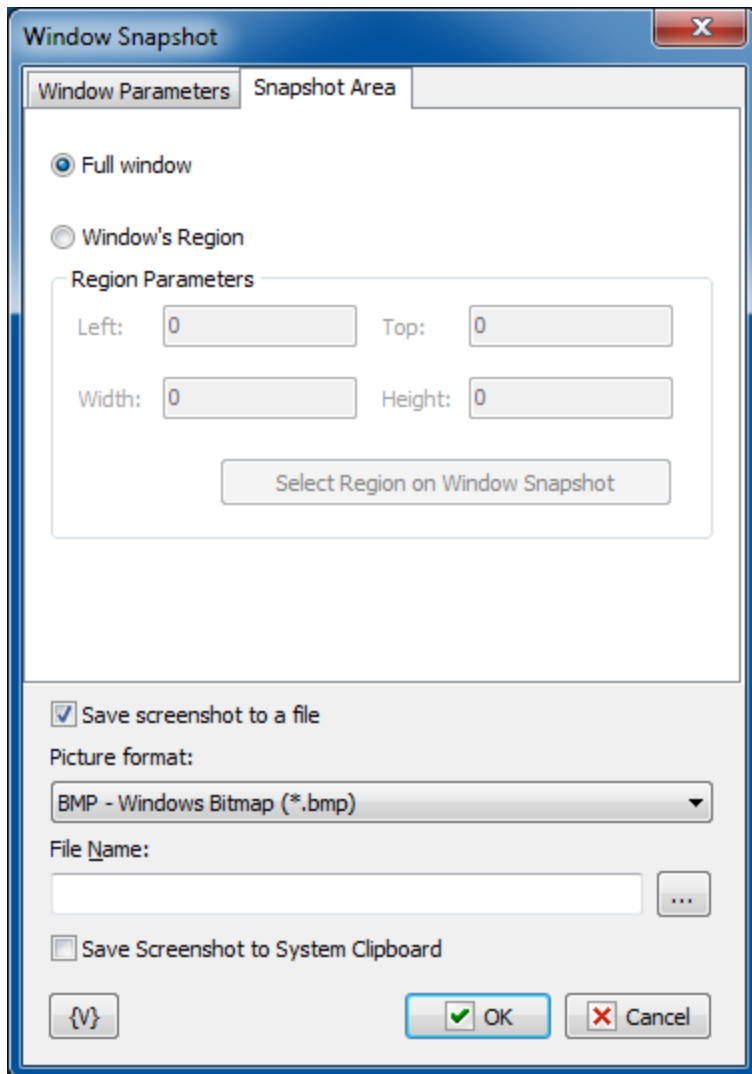 Window Snapshot
Window Parameters Snapshot Area
Full window
Window's Region
Region Parameters
Left: 0 Top: 0
Width: 0 Height: 0
Select Region on Window Snapshot
Save screenshot to a file
Picture format:
BMP - Windows Bitmap (*.bmp)
File Name:
...
Save Screenshot to System Clipboard
{V} OK Cancel